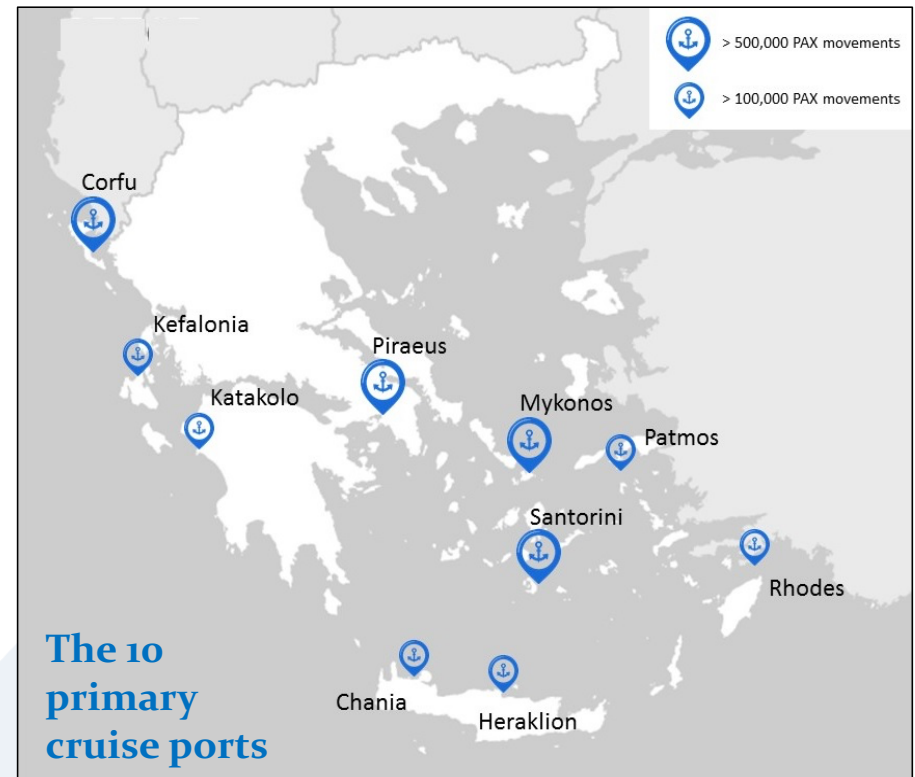 > 500,000 PAX movements
> 100,000 PAX movements
Corfu
Kefalonia
Piraeus
Katakolo
Mykonos
Patmos
Santorini
Rhodes
Chania
Heraklion
The 10
primary
cruise ports